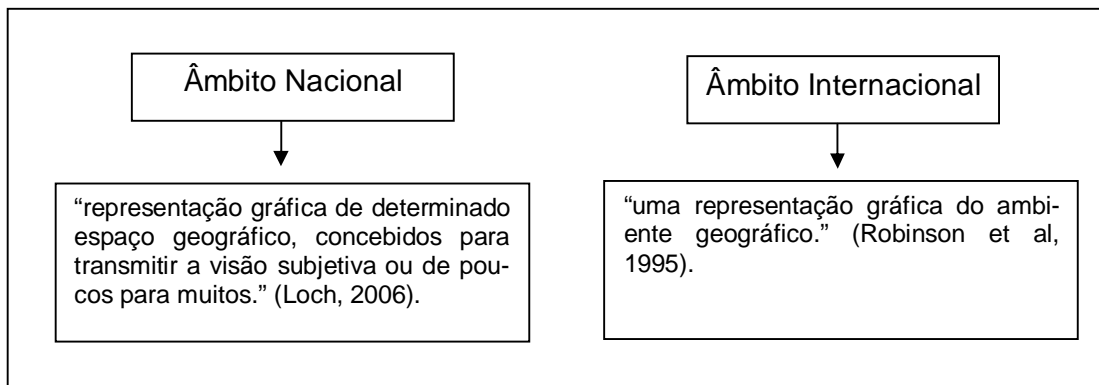 Âmbito Nacional
“representação gráfica de determinado
espaço geográfico, concebidos para
transmitir a visão subjetiva ou de pou-
cos para muitos.” (Loch, 2006).
Âmbito Internacional
“uma representação gráfica do ambi-
ente geográfico.” (Robinson et al,
1995).